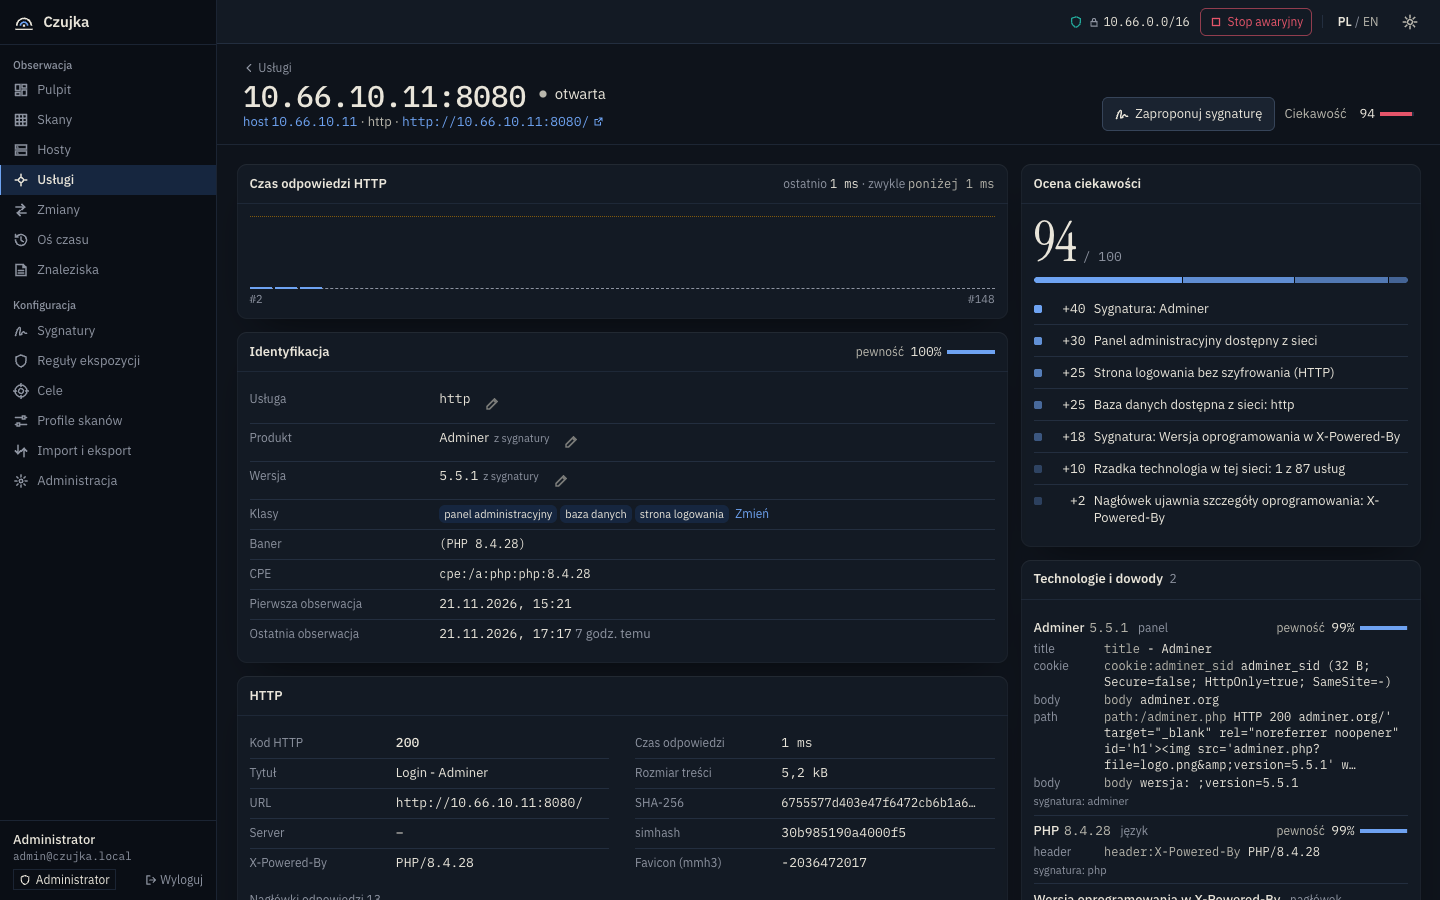 Czujka
Obserwacja
Pulpit
Skany
Hosty
Usługi
Zmiany
Oś czasu
Znaleziska
Konfiguracja
Sygnatury
Reguły ekspozycji
Cele
Profile skanów
Import i eksport
Administracja
Administrator
admin@czujka.local
Administrator
Wyloguj
10.66.0.0/16
Stop awaryjny
PL / EN
Usługi
10.66.10.11:8080 otwarta
host 10.66.10.11 · http · http://10.66.10.11:8080/
Zaproponuj sygnaturę
Ciekawość 94
Czas odpowiedzi HTTP
ostatnio 1 ms · zwykle poniżej 1 ms
#2
#148
Identyfikacja
pewność 100%
Usługa http
Produkt Adminer z sygnatury
Wersja 5.5.1 z sygnatury
Klasy panel administracyjny baza danych strona logowania Zmień
Baner (PHP 8.4.28)
CPE cpe:/a:php:php:8.4.28
Pierwsza obserwacja 21.11.2026, 15:21
Ostatnia obserwacja 21.11.2026, 17:17 7 godz. temu
HTTP
Kod HTTP 200
Czas odpowiedzi 1 ms
Tytuł Login - Adminer
Rozmiar treści 5,2 kB
URL http://10.66.10.11:8080/
SHA-256 6755577d403e47f6472cb6b1a6…
Server –
simhash 30b985190a4000f5
X-Powered-By PHP/8.4.28
Favicon (mmh3) -2036472017
Nagłówki odpowiedzi 13
Ocena ciekawości
94 / 100
+40 Sygnatura: Adminer
+30 Panel administracyjny dostępny z sieci
+25 Strona logowania bez szyfrowania (HTTP)
+25 Baza danych dostępna z sieci: http
+18 Sygnatura: Wersja oprogramowania w X-Powered-By
+10 Rzadka technologia w tej sieci: 1 z 87 usług
+2 Nagłówek ujawnia szczegóły oprogramowania: X-
Powered-By
Technologie i dowody 2
Adminer 5.5.1 panel
pewność 99%
title title - Adminer
cookie cookie:adminer_sid adminer_sid (32 B;
Secure=false; HttpOnly=true; SameSite=-)
body body adminer.org
path path:/adminer.php HTTP 200 adminer.org/'
target="_blank" rel="noreferrer noopener"
id='h1'><img src='adminer.php?
file=logo.png&amp;version=5.5.1' w…
body body wersja: ;version=5.5.1
sygnatura: adminer
PHP 8.4.28 język
pewność 99%
header header:X-Powered-By PHP/8.4.28
sygnatura: php
Wersja oprogramowania w X-Powered-By nagłówek